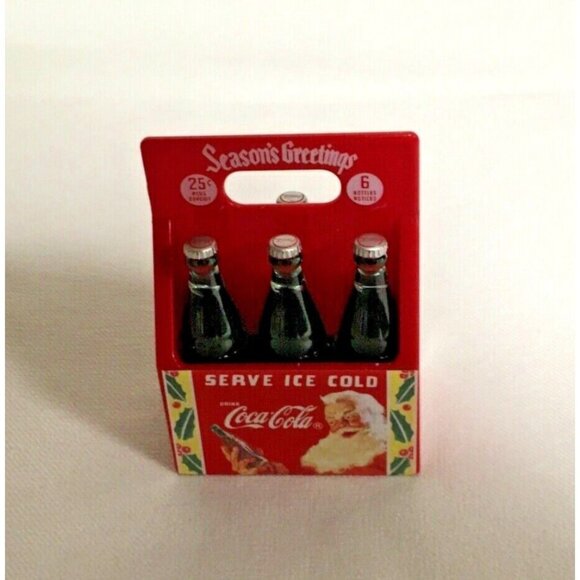 Season's Greetings
25¢
PLUS
DEPOSIT
6
BOTTLES
SERVE ICE COLD
DRINK
Coca-Cola®